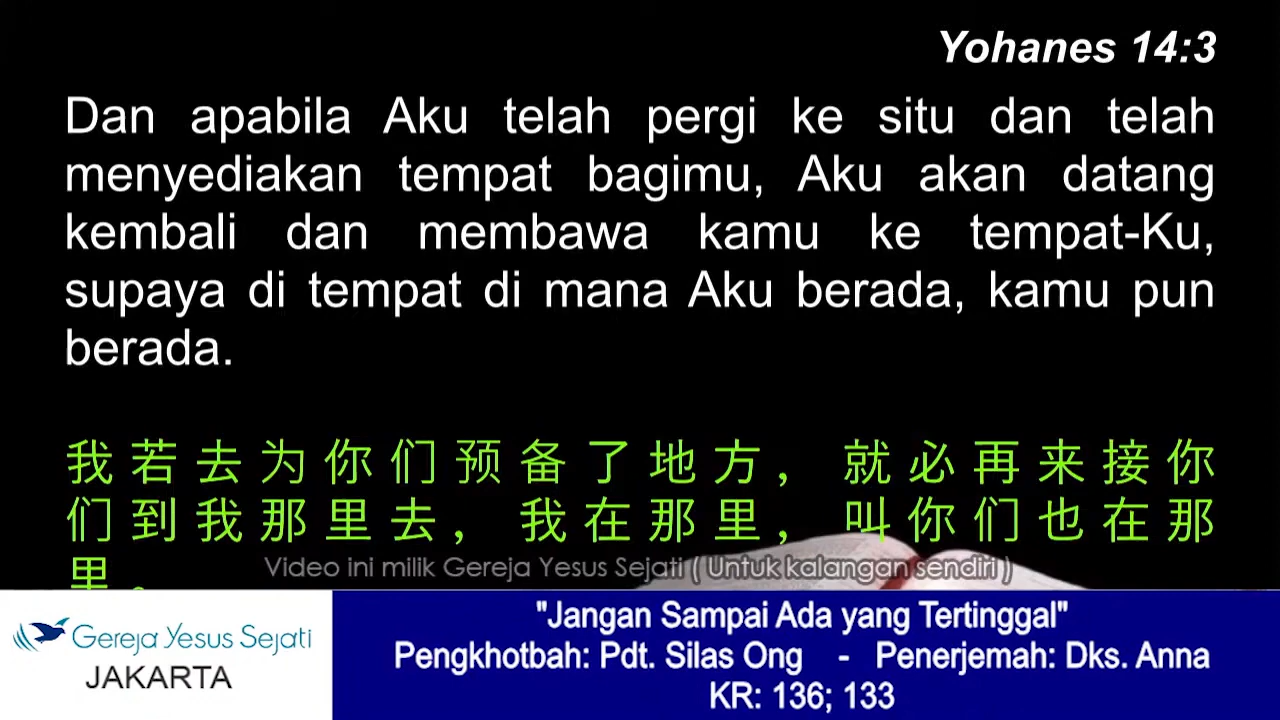 Yohanes 14:3
Dan apabila Aku telah pergi ke situ dan telah
menyediakan tempat bagimu, Aku akan datang
kembali dan membawa kamu ke tempat-Ku,
supaya di tempat di mana Aku berada, kamu pun
berada.
我若去为你们预备了地方，就必再来接你
们到我那里去，我在那里，叫你们也在那
里。
Video ini milik Gereja Yesus Sejati ( Untuk kalangan sendiri )
Gereja Yesus Sejati
JAKARTA
"Jangan Sampai Ada yang Tertinggal"
Pengkhotbah: Pdt. Silas Ong - Penerjemah: Dks. Anna
KR: 136; 133